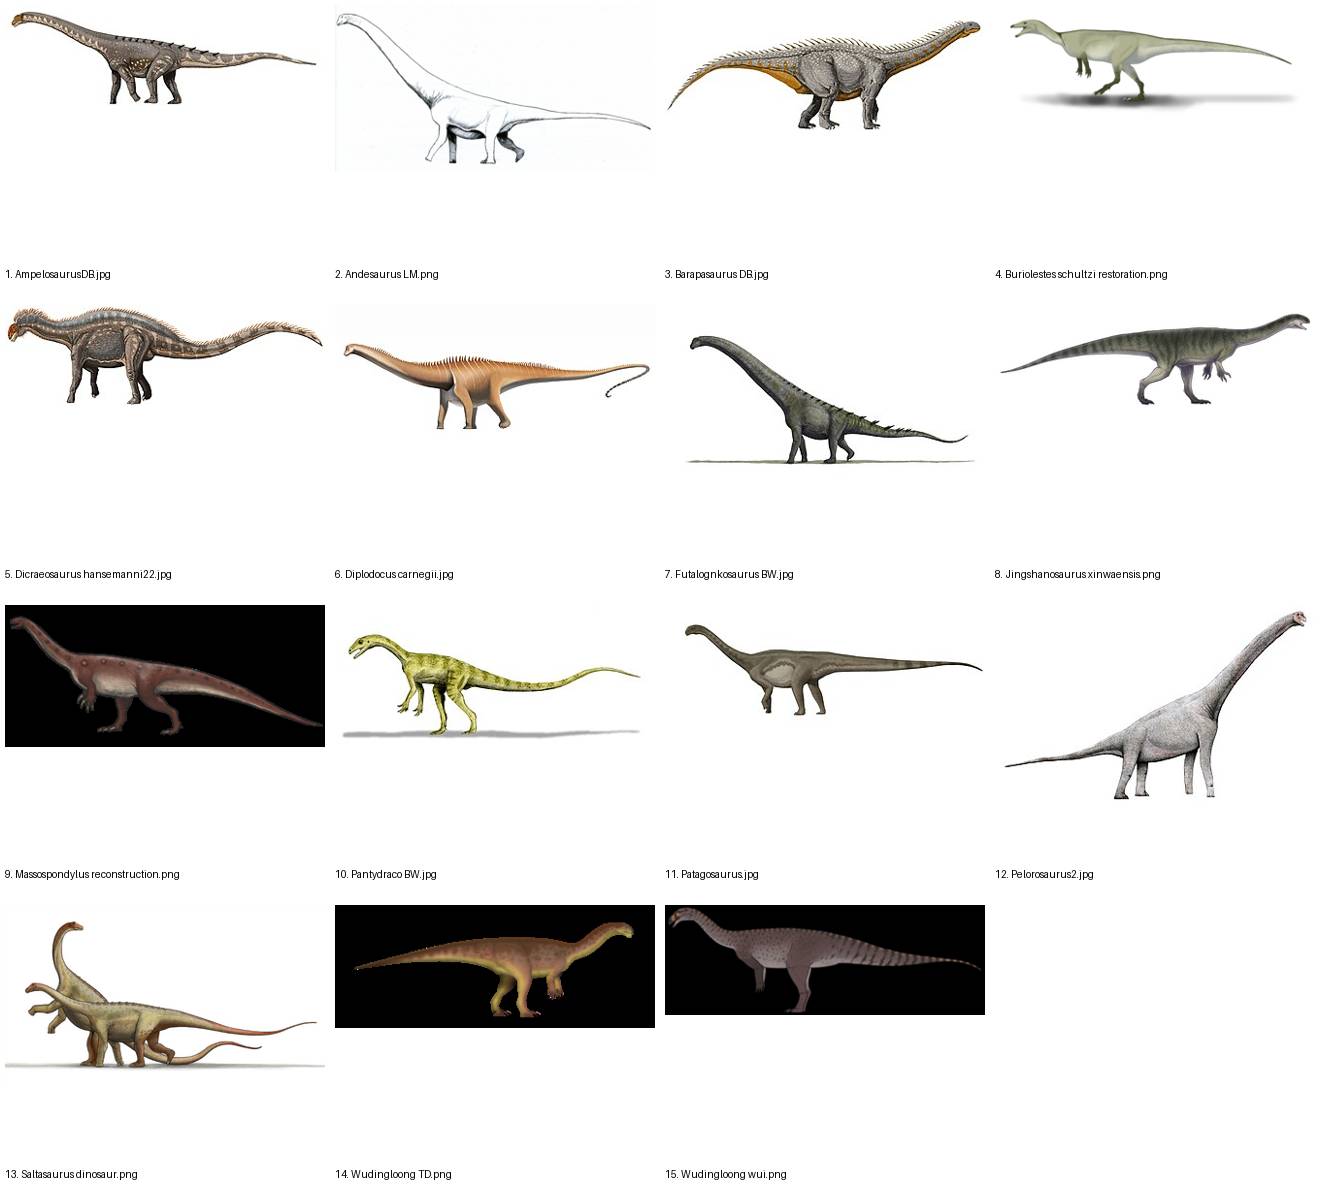 1. AmpelosaurusDB.jpg
2. Andesaurus LM.png
3. Barapasaurus DB.jpg
4. Buriolestes schultzi restoration.png
5. Dicraeosaurus hansemanni22.jpg
6. Diplodocus carnegii.jpg
7. Futalognkosaurus BW.jpg
8. Jingshanosaurus xinwaensis.png
9. Massospondylus reconstruction.png
10. Pantydraco BW.jpg
11. Patagosaurus.jpg
12. Pelorosaurus2.jpg
13. Saltasaurus dinosaur.png
14. Wudingloong TD.png
15. Wudingloong wui.png